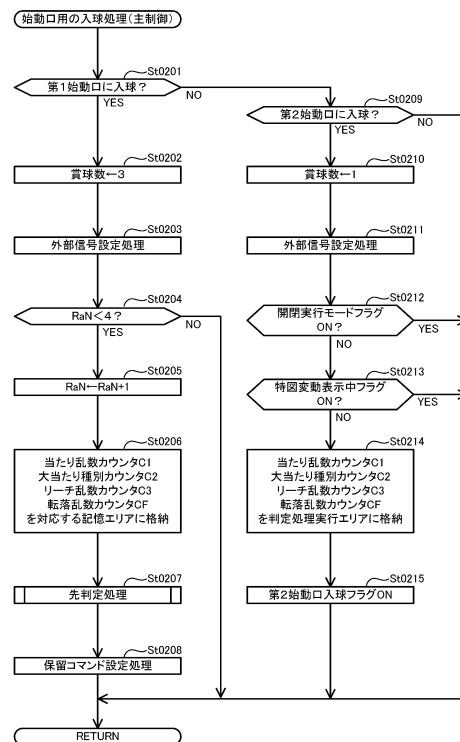 始動口用の入球処理(主制御)
St0201
第1始動口に入球？
YES
NO
St0202
賞球数←3
St0203
外部信号設定処理
St0204
RaN＜4？
YES
NO
St0205
RaN←RaN+1
St0206
当たり乱数カウンタC1
大当たり種別カウンタC2
リーチ乱数カウンタC3
転落乱数カウンタCF
を対応する記憶エリアに格納
St0207
先判定処理
St0208
保留コマンド設定処理
RETURN
St0209
第2始動口に入球？
YES
NO
St0210
賞球数←1
St0211
外部信号設定処理
St0212
開閉実行モードフラグ
ON？
YES
NO
St0213
特図変動表示中フラグ
ON？
YES
NO
St0214
当たり乱数カウンタC1
大当たり種別カウンタC2
リーチ乱数カウンタC3
転落乱数カウンタCF
を判定処理実行エリアに格納
St0215
第2始動口入球フラグON